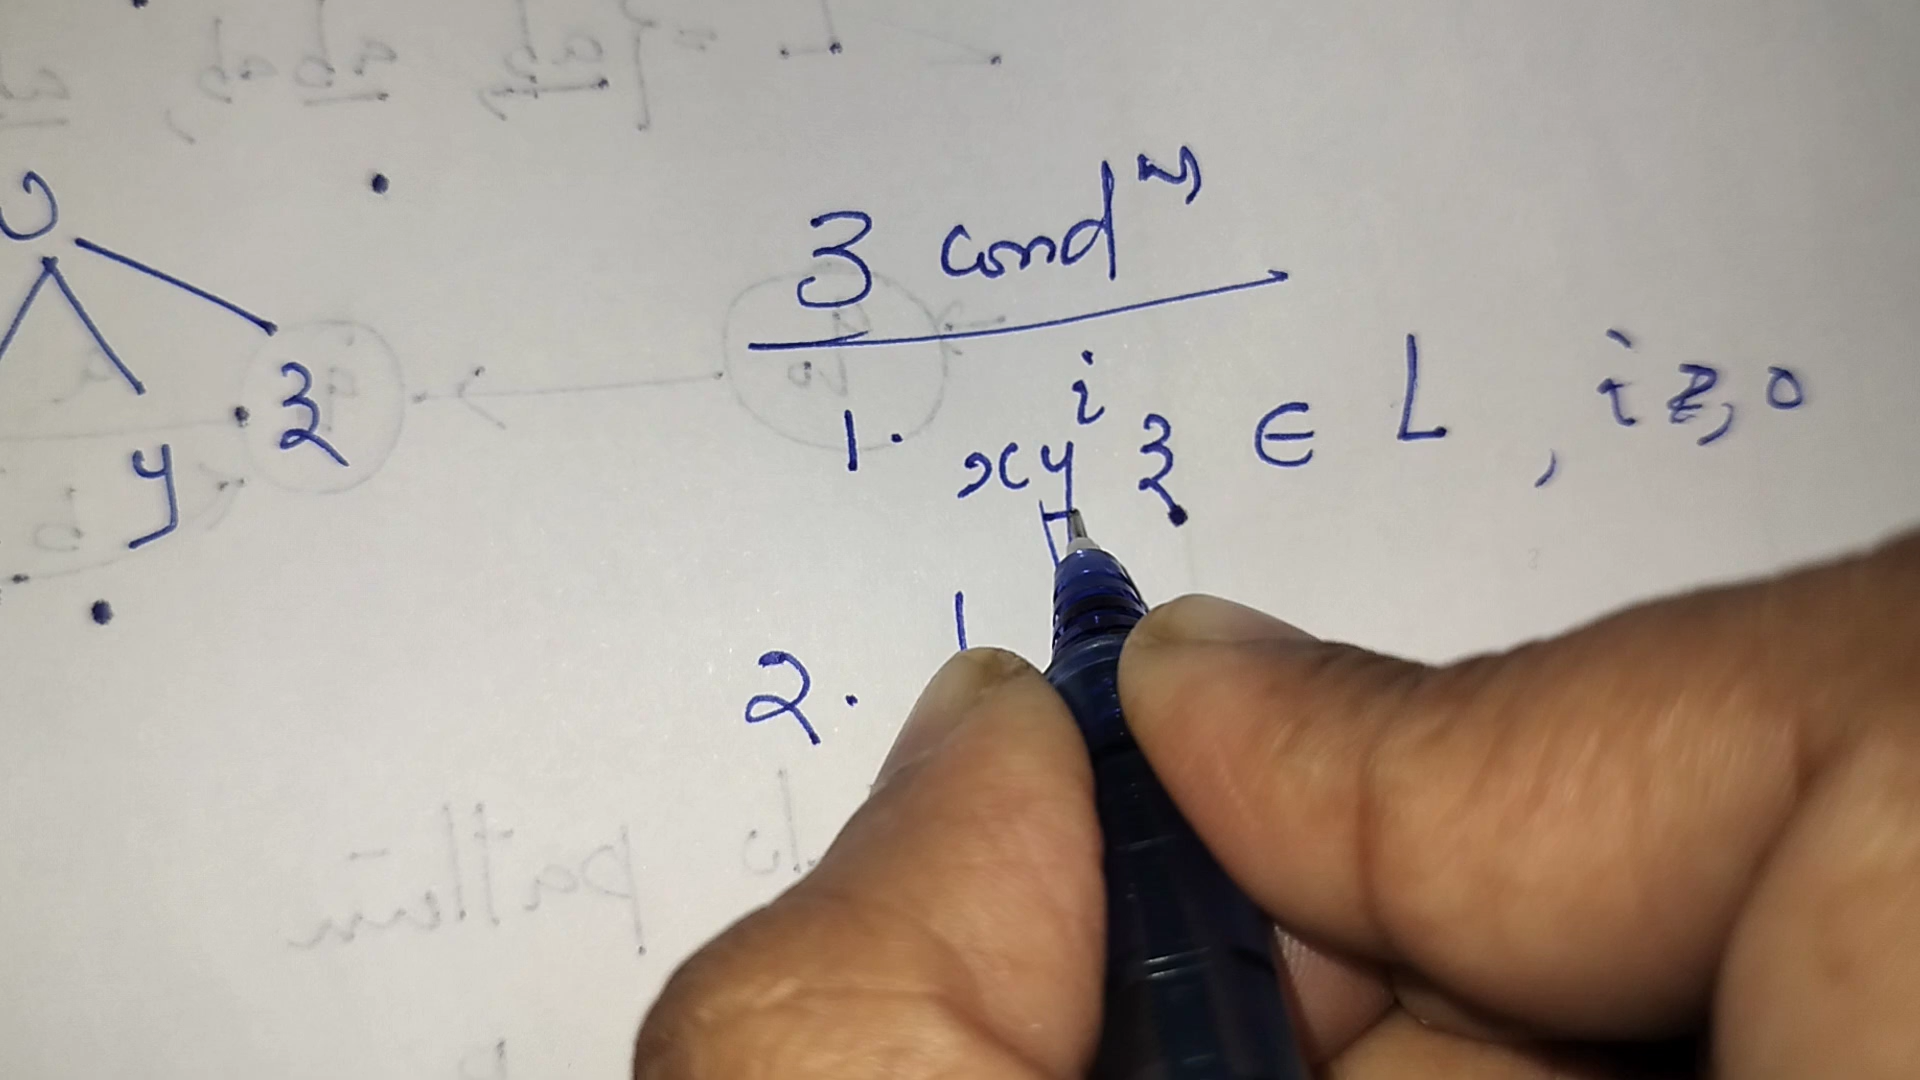 3 condⁿ
y z
1. xyⁱz ∈ L, i ≥ 0
2. |